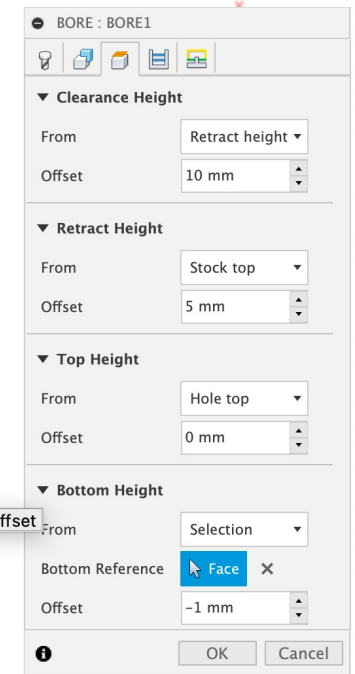 BORE : BORE1
Clearance Height
From Retract height
Offset 10 mm
Retract Height
From Stock top
Offset 5 mm
Top Height
From Hole top
Offset 0 mm
Bottom Height
ffset
From Selection
Bottom Reference Face
Offset -1 mm
OK Cancel